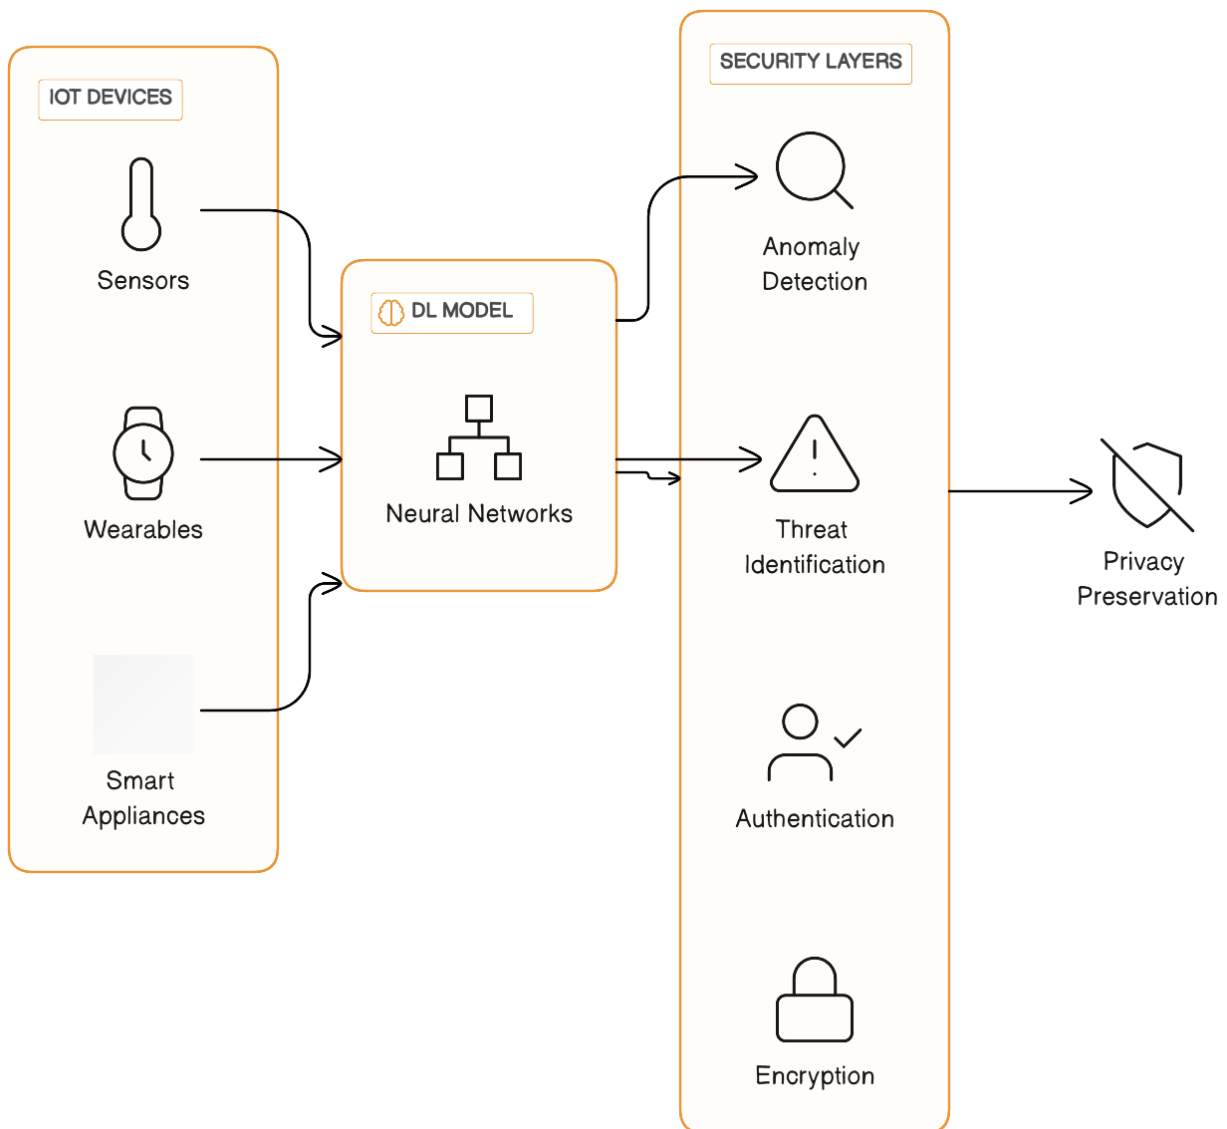 IOT DEVICES
Sensors
Wearables
Smart
Appliances
DL MODEL
Neural Networks
SECURITY LAYERS
Anomaly
Detection
Threat
Identification
Authentication
Encryption
Privacy
Preservation